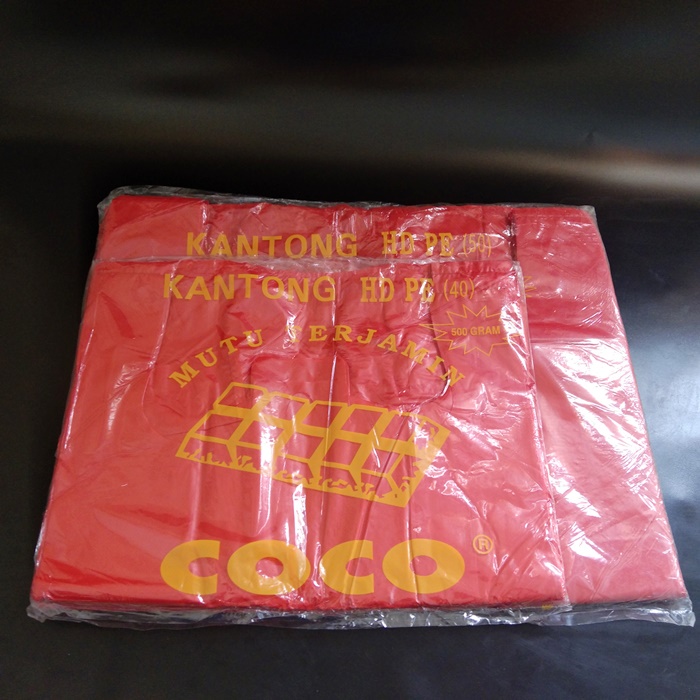 KANTONG HD PE (50)
KANTONG HD PE (40)
500 GRAM
MUTU TERJAMIN
COCO ®